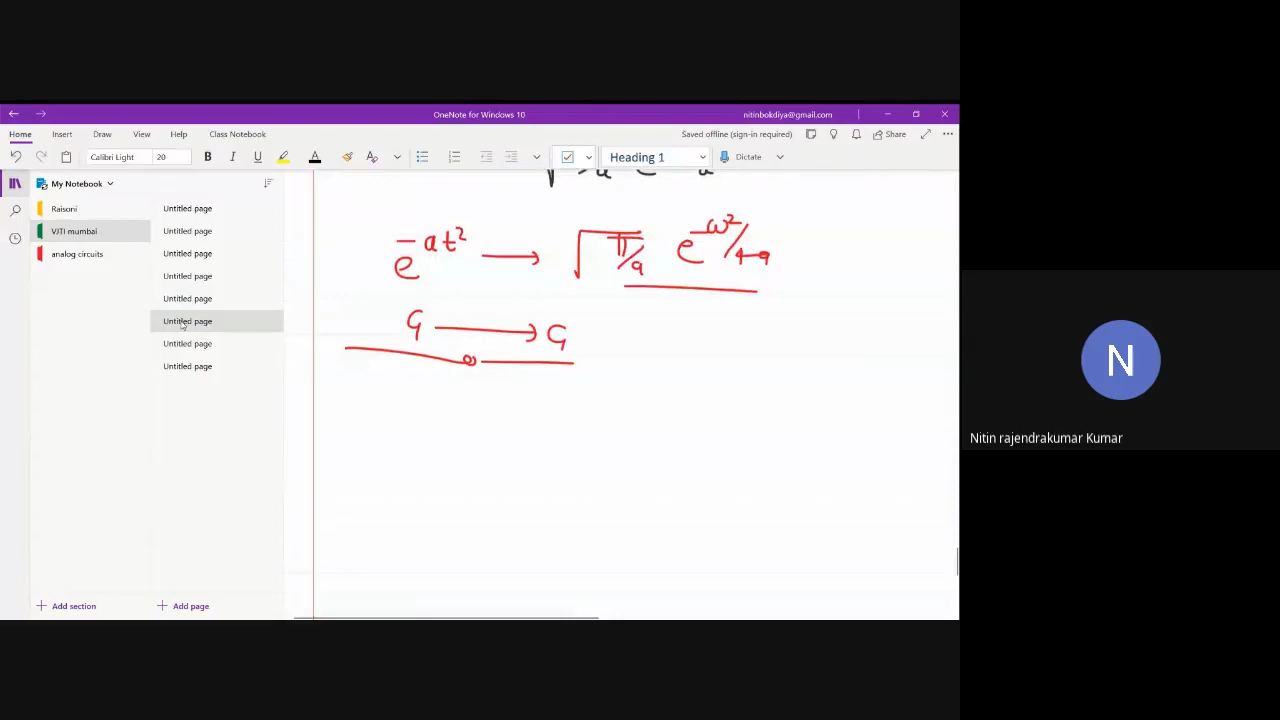 OneNote for Windows 10
nitinbokdiya@gmail.com
Home Insert Draw View Help Class Notebook
Saved offline (sign-in required)
Share
Calibri Light 20 B I U A Heading 1 Dictate
My Notebook
Raisoni
VJTI mumbai
analog circuits
Untitled page
Untitled page
Untitled page
Untitled page
Untitled page
Untitled page
Untitled page
Untitled page
e^{-at²} → √(π/a) e^{-ω²/4a}
G → G
+ Add section
+ Add page
N
Nitin rajendrakumar Kumar